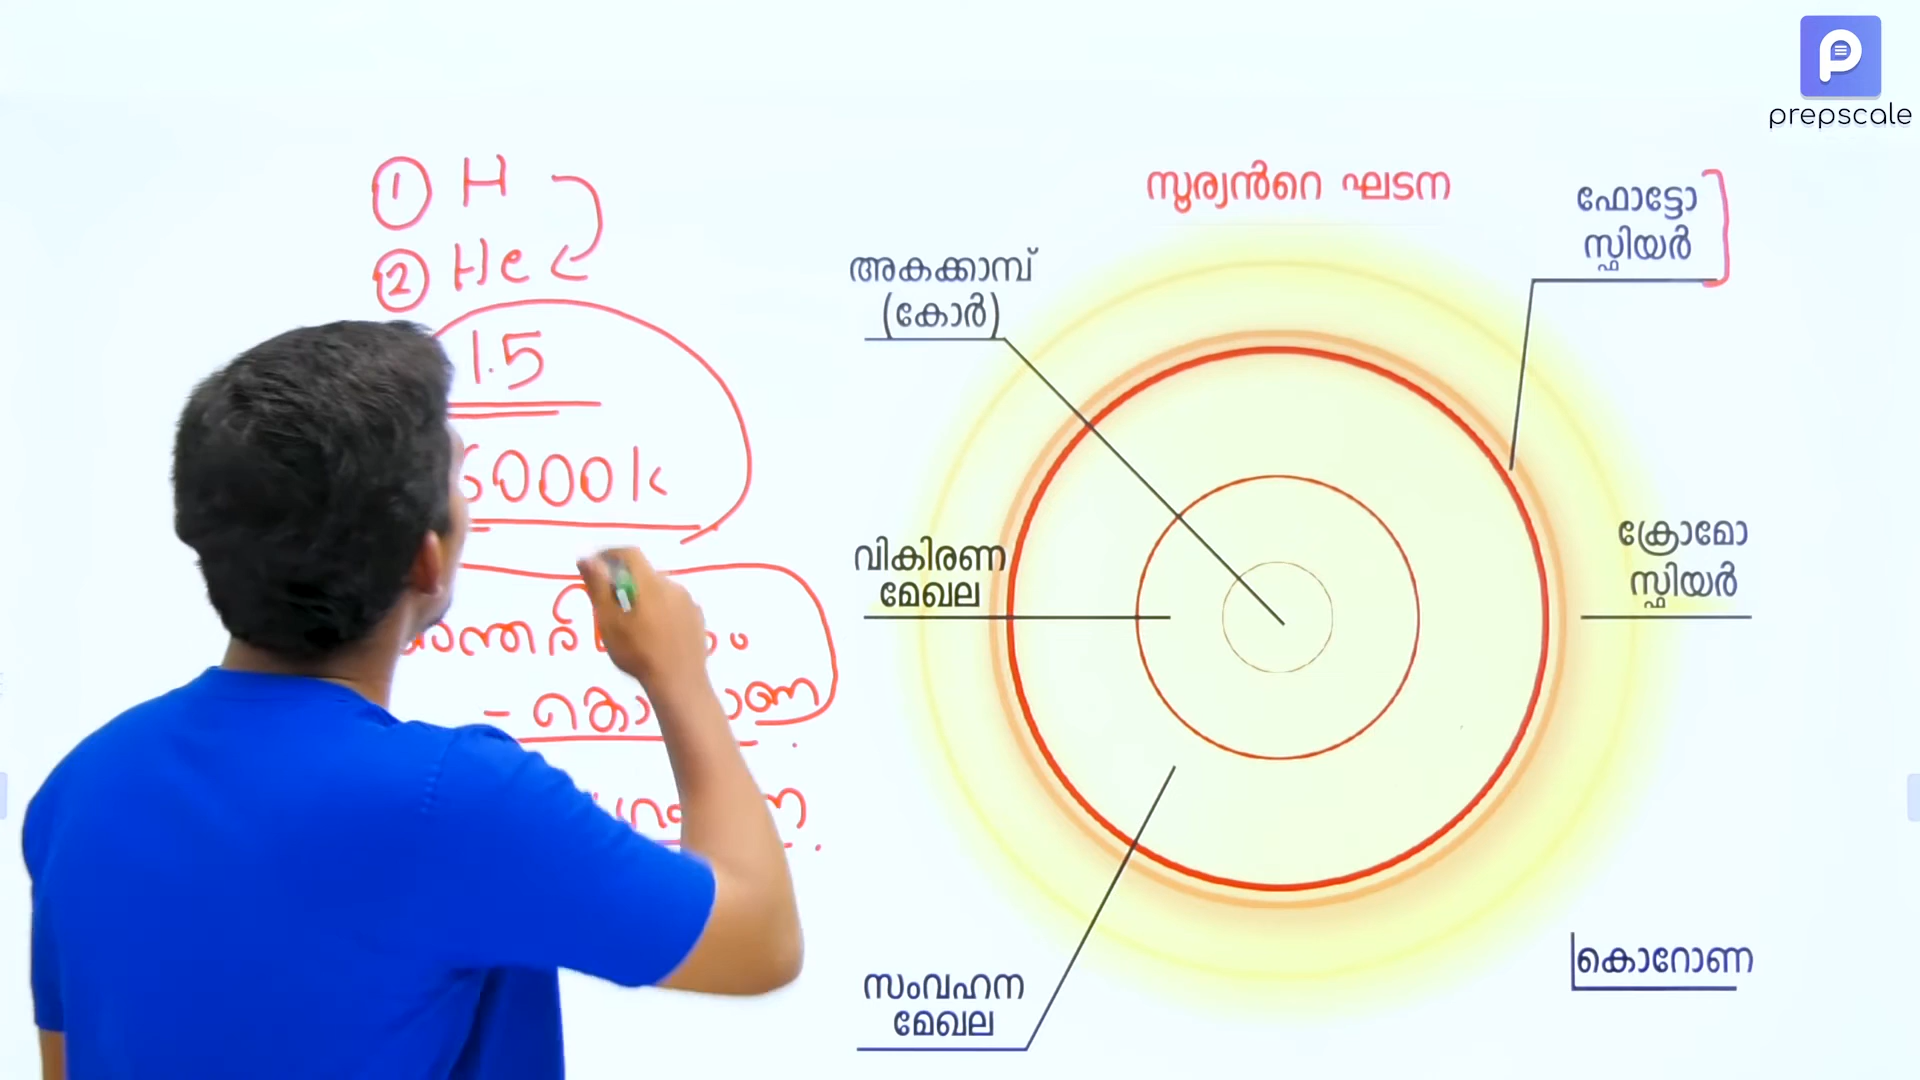 prepscale
① H
② He
1.5
6000k
സൂര്യൻറെ ഘടന
ഫോട്ടോ
സ്ഫിയർ
അകക്കാമ്പ്
(കോർ)
വികിരണ
മേഖല
ക്രോമോ
സ്ഫിയർ
സംവഹന
മേഖല
കൊറോണ